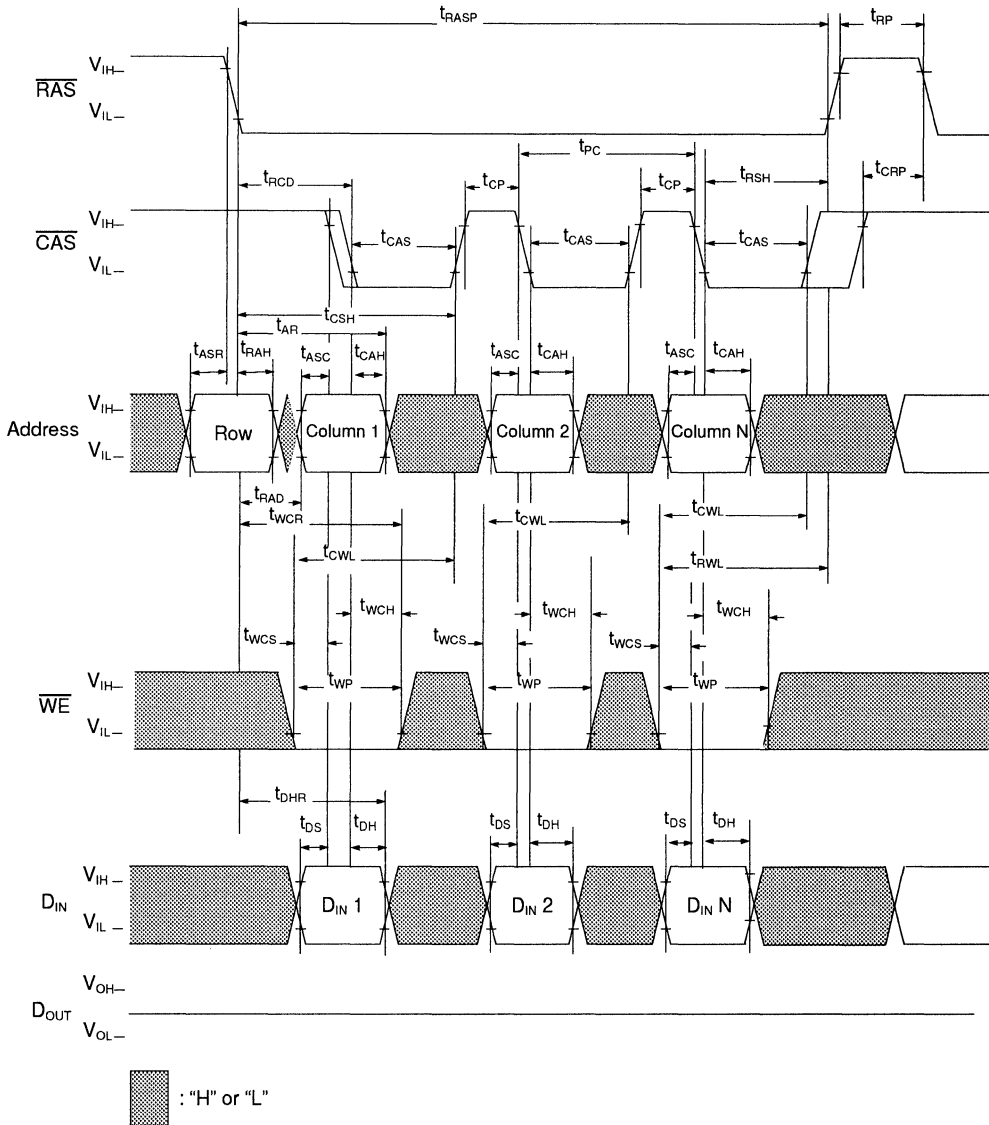 tRASP
tRP
VIH
RAS
VIL
tPC
tRCD
tCP
tCP
tRSH
tCRP
VIH
CAS
VIL
tCAS
tCAS
tCAS
tCSH
tAR
tASR
tRAH
tASC
tCAH
tASC
tCAH
tASC
tCAH
VIH
Address
VIL
Row
Column 1
Column 2
Column N
tRAD
tWCR
tCWL
tCWL
tCWL
tRWL
tWCH
tWCH
tWCH
tWCS
tWCS
tWCS
VIH
WE
VIL
tWP
tWP
tWP
tDHR
tDS
tDH
tDS
tDH
tDS
tDH
VIH
DIN
VIL
DIN 1
DIN 2
DIN N
VOH
DOUT
VOL
: "H" or "L"